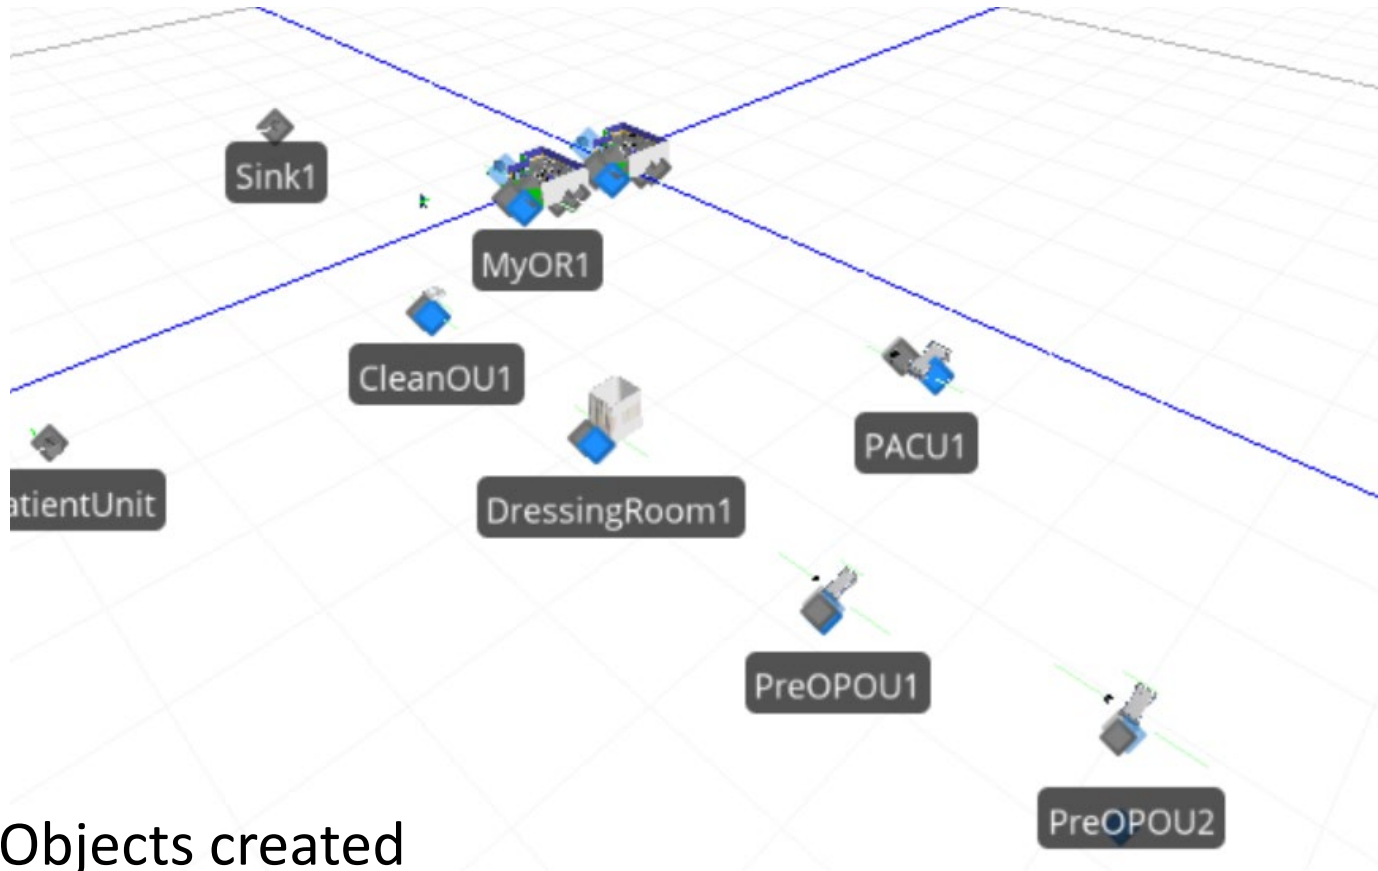 Sink1
MyOR1
CleanOU1
PACU1
atientUnit
DressingRoom1
PreOPOU1
PreOPOU2
Objects created